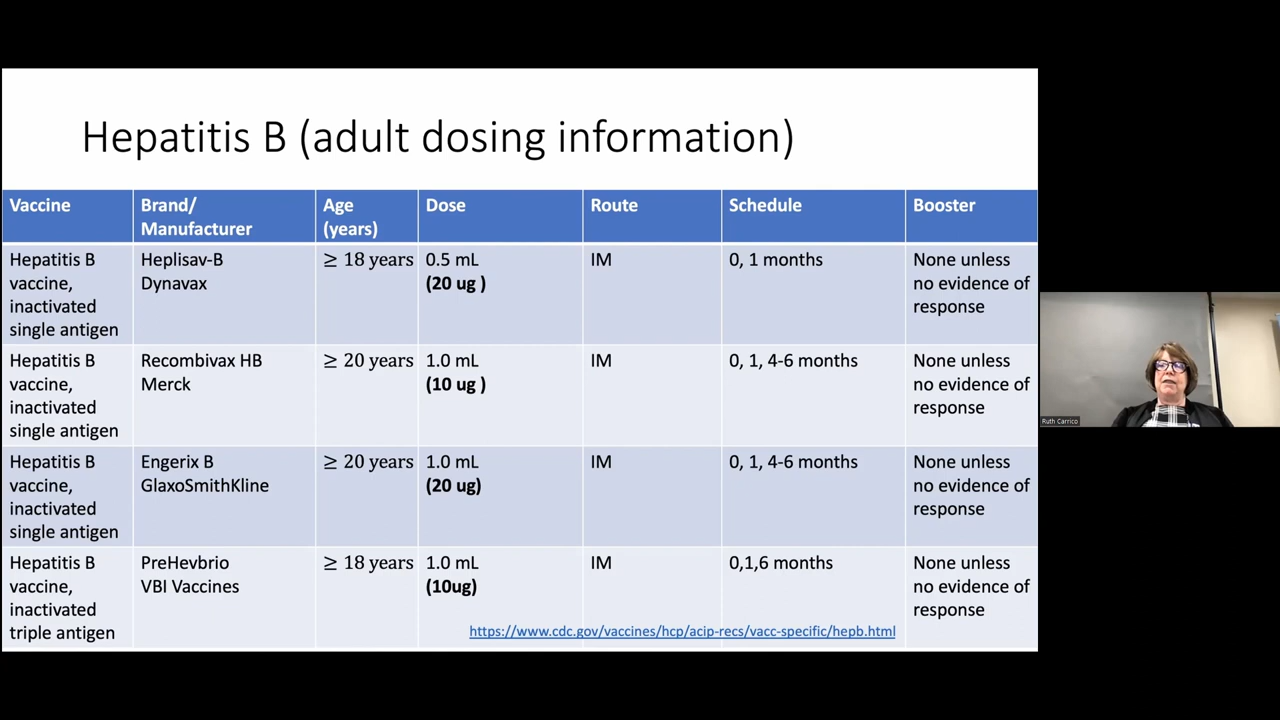 Hepatitis B (adult dosing information)
Vaccine
Brand/
Manufacturer
Age
(years)
Dose
Route
Schedule
Booster
Hepatitis B
vaccine,
inactivated
single antigen
Heplisav-B
Dynavax
≥ 18 years
0.5 mL
(20 ug )
IM
0, 1 months
None unless
no evidence of
response
Hepatitis B
vaccine,
inactivated
single antigen
Recombivax HB
Merck
≥ 20 years
1.0 mL
(10 ug )
IM
0, 1, 4-6 months
None unless
no evidence of
response
Hepatitis B
vaccine,
inactivated
single antigen
Engerix B
GlaxoSmithKline
≥ 20 years
1.0 mL
(20 ug)
IM
0, 1, 4-6 months
None unless
no evidence of
response
Hepatitis B
vaccine,
inactivated
triple antigen
PreHevbrio
VBI Vaccines
≥ 18 years
1.0 mL
(10ug)
IM
0,1,6 months
None unless
no evidence of
response
https://www.cdc.gov/vaccines/hcp/acip-recs/vacc-specific/hepb.html
Ruth Carrico